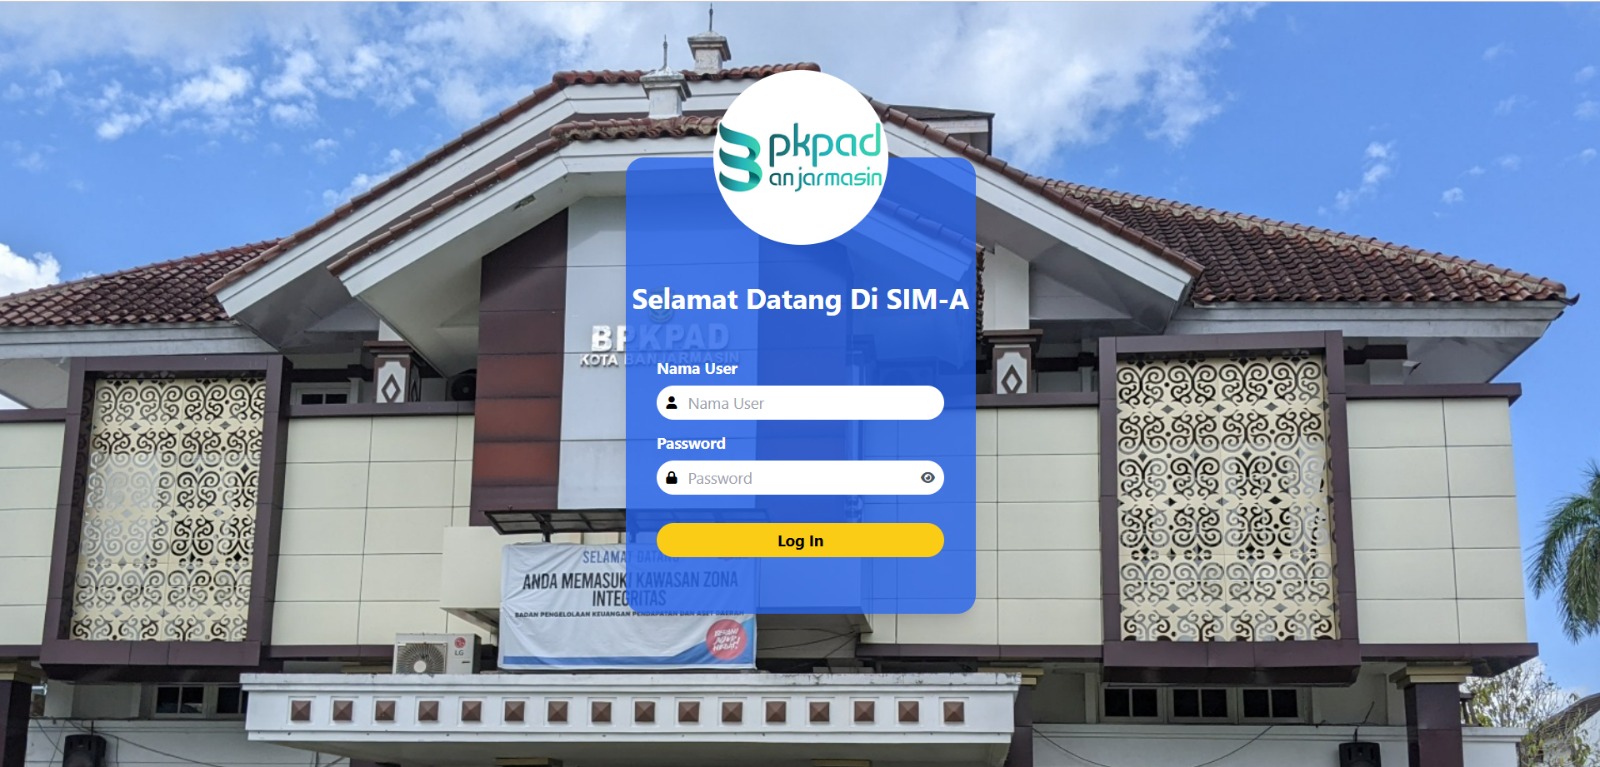 Bpkpad
anjarmasin
Selamat Datang Di SIM-A
BPKPAD
KOTA BANJARMASIN
Nama User
Nama User
Password
Password
Log In
SELAMAT DATANG
ANDA MEMASUKI KAWASAN ZONA
INTEGRITAS
BADAN PENGELOLAAN KEUANGAN PENDAPATAN DAN ASET DAERAH
LG